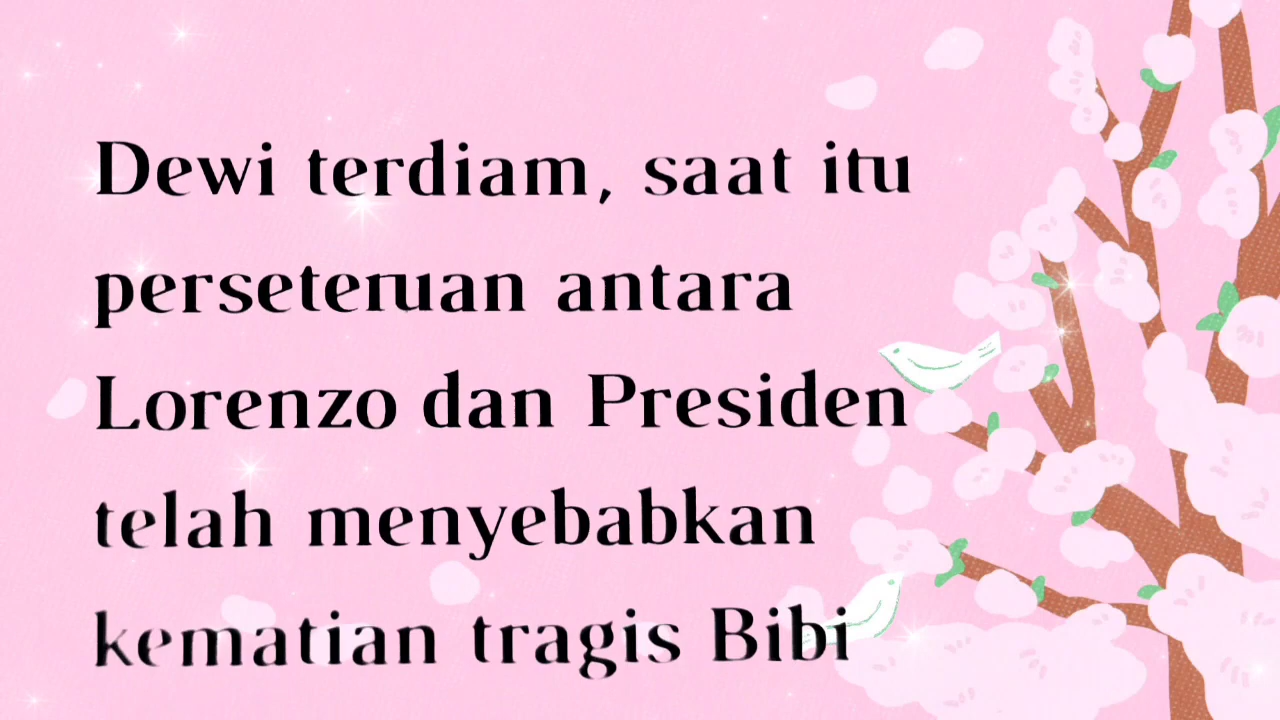 Dewi terdiam, saat itu
perseteruan antara
Lorenzo dan Presiden
telah menyebabkan
kematian tragis Bibi